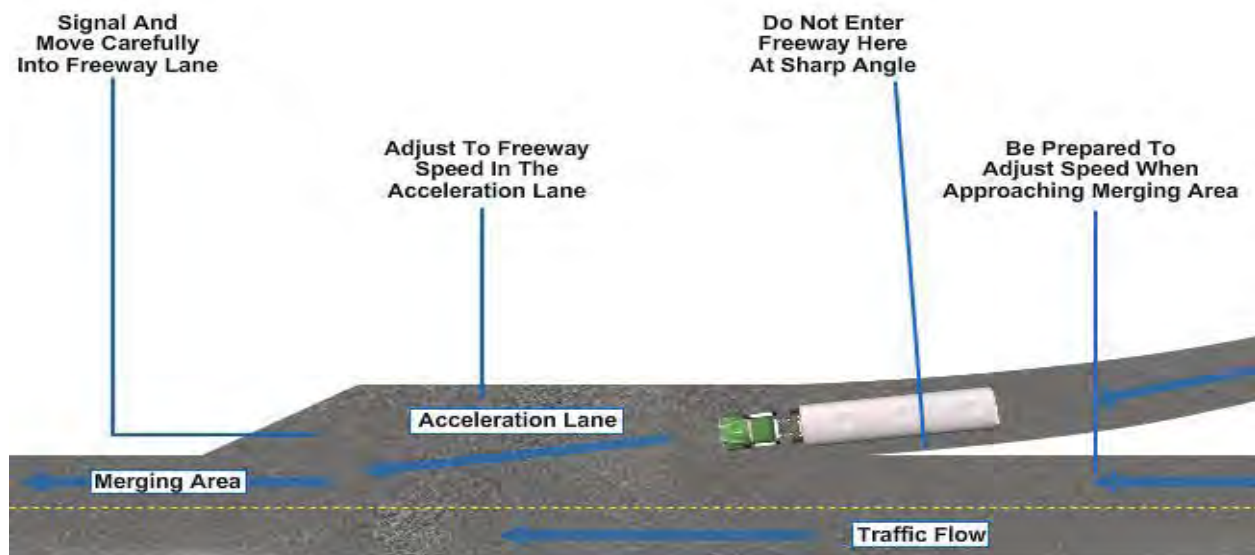 Signal And
Move Carefully
Into Freeway Lane
Do Not Enter
Freeway Here
At Sharp Angle
Adjust To Freeway
Speed In The
Acceleration Lane
Be Prepared To
Adjust Speed When
Approaching Merging Area
Acceleration Lane
Merging Area
Traffic Flow